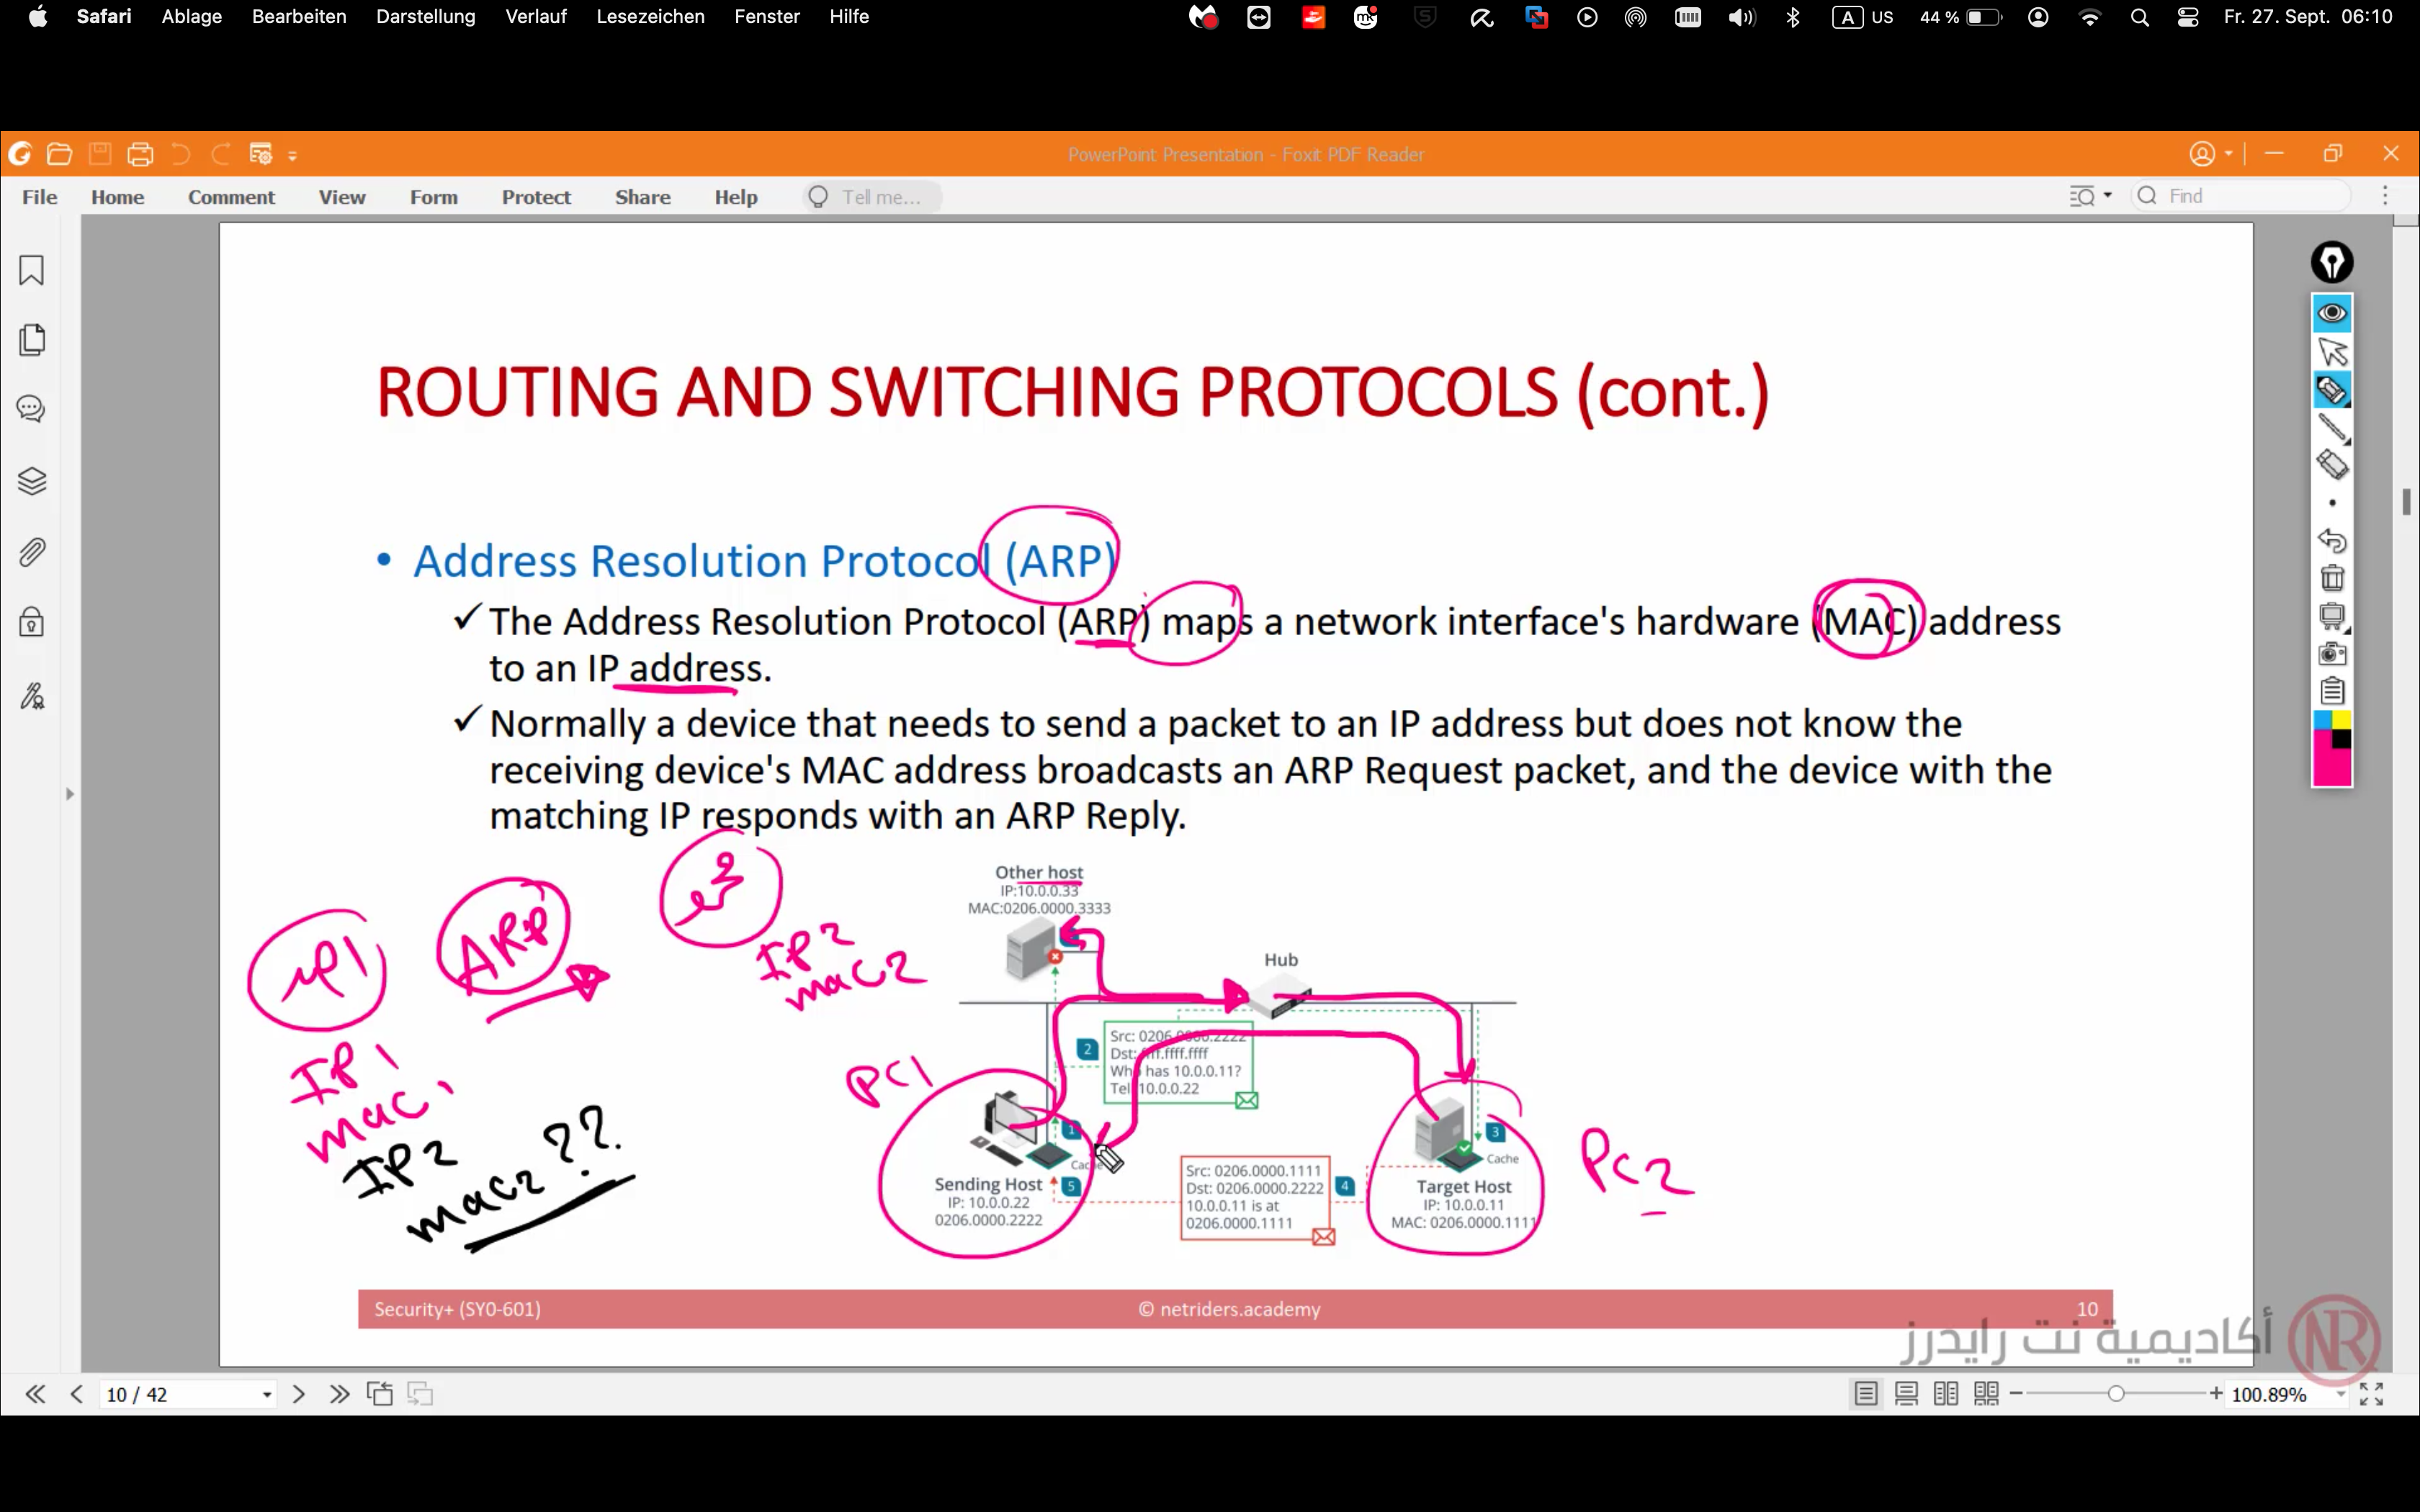 Safari Ablage Bearbeiten Darstellung Verlauf Lesezeichen Fenster Hilfe
A US 44 % Fr. 27. Sept. 06:10
PowerPoint Presentation - Foxit PDF Reader
File Home Comment View Form Protect Share Help Tell me... Find
ROUTING AND SWITCHING PROTOCOLS (cont.)
• Address Resolution Protocol (ARP)
✓ The Address Resolution Protocol (ARP) maps a network interface's hardware (MAC) address
to an IP address.
✓ Normally a device that needs to send a packet to an IP address but does not know the
receiving device's MAC address broadcasts an ARP Request packet, and the device with the
matching IP responds with an ARP Reply.
Other host
IP:10.0.0.33
MAC:0206.0000.3333
ARP
IP2
mac2
Hub
IP1
mac1
IP2
mac2 ??.
PC1
2
Src: 0206.0000.2222
Dst: ffff.ffff.ffff
Who has 10.0.0.11?
Tell 10.0.0.22
1
Cache
Sending Host
IP: 10.0.0.22
0206.0000.2222
5
Src: 0206.0000.1111
Dst: 0206.0000.2222
10.0.0.11 is at
0206.0000.1111
4
3
Cache
Target Host
IP: 10.0.0.11
MAC: 0206.0000.1111
PC2
Security+ (SY0-601) © netriders.academy 10
أكاديمية نت رايدرز NR
10 / 42 100.89%